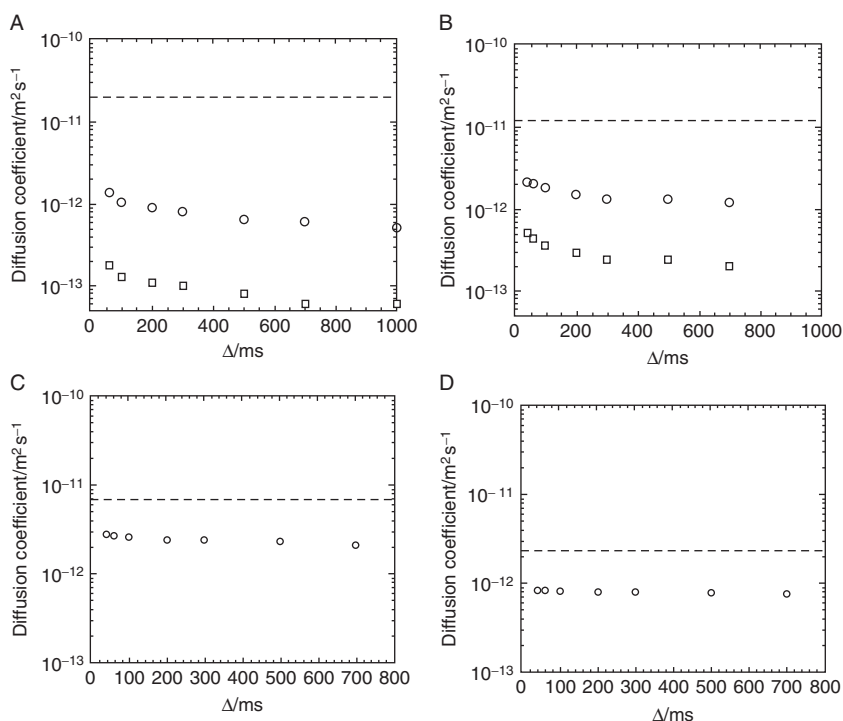 A
Diffusion coefficient/m²s⁻¹
10⁻¹⁰
10⁻¹¹
10⁻¹²
10⁻¹³
0 200 400 600 800 1000
Δ/ms
B
Diffusion coefficient/m²s⁻¹
10⁻¹⁰
10⁻¹¹
10⁻¹²
10⁻¹³
0 200 400 600 800 1000
Δ/ms
C
Diffusion coefficient/m²s⁻¹
10⁻¹⁰
10⁻¹¹
10⁻¹²
10⁻¹³
0 100 200 300 400 500 600 700 800
Δ/ms
D
Diffusion coefficient/m²s⁻¹
10⁻¹⁰
10⁻¹¹
10⁻¹²
10⁻¹³
0 100 200 300 400 500 600 700 800
Δ/ms